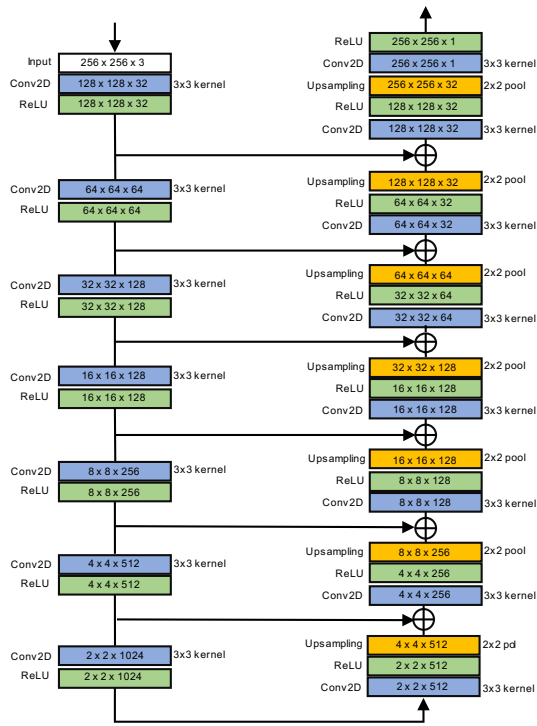 Input 256 x 256 x 3
Conv2D 128 x 128 x 32 3x3 kernel
ReLU 128 x 128 x 32
Conv2D 64 x 64 x 64 3x3 kernel
ReLU 64 x 64 x 64
Conv2D 32 x 32 x 128 3x3 kernel
ReLU 32 x 32 x 128
Conv2D 16 x 16 x 128 3x3 kernel
ReLU 16 x 16 x 128
Conv2D 8 x 8 x 256 3x3 kernel
ReLU 8 x 8 x 256
Conv2D 4 x 4 x 512 3x3 kernel
ReLU 4 x 4 x 512
Conv2D 2 x 2 x 1024 3x3 kernel
ReLU 2 x 2 x 1024
ReLU 256 x 256 x 1
Conv2D 256 x 256 x 1 3x3 kernel
Upsampling 256 x 256 x 32 2x2 pool
ReLU 128 x 128 x 32
Conv2D 128 x 128 x 32 3x3 kernel
Upsampling 128 x 128 x 32 2x2 pool
ReLU 64 x 64 x 32
Conv2D 64 x 64 x 32 3x3 kernel
Upsampling 64 x 64 x 64 2x2 pool
ReLU 32 x 32 x 64
Conv2D 32 x 32 x 64 3x3 kernel
Upsampling 32 x 32 x 128 2x2 pool
ReLU 16 x 16 x 128
Conv2D 16 x 16 x 128 3x3 kernel
Upsampling 16 x 16 x 128 2x2 pool
ReLU 8 x 8 x 128
Conv2D 8 x 8 x 128 3x3 kernel
Upsampling 8 x 8 x 256 2x2 pool
ReLU 4 x 4 x 256
Conv2D 4 x 4 x 256 3x3 kernel
Upsampling 4 x 4 x 512 2x2 pol
ReLU 2 x 2 x 512
Conv2D 2 x 2 x 512 3x3 kernel